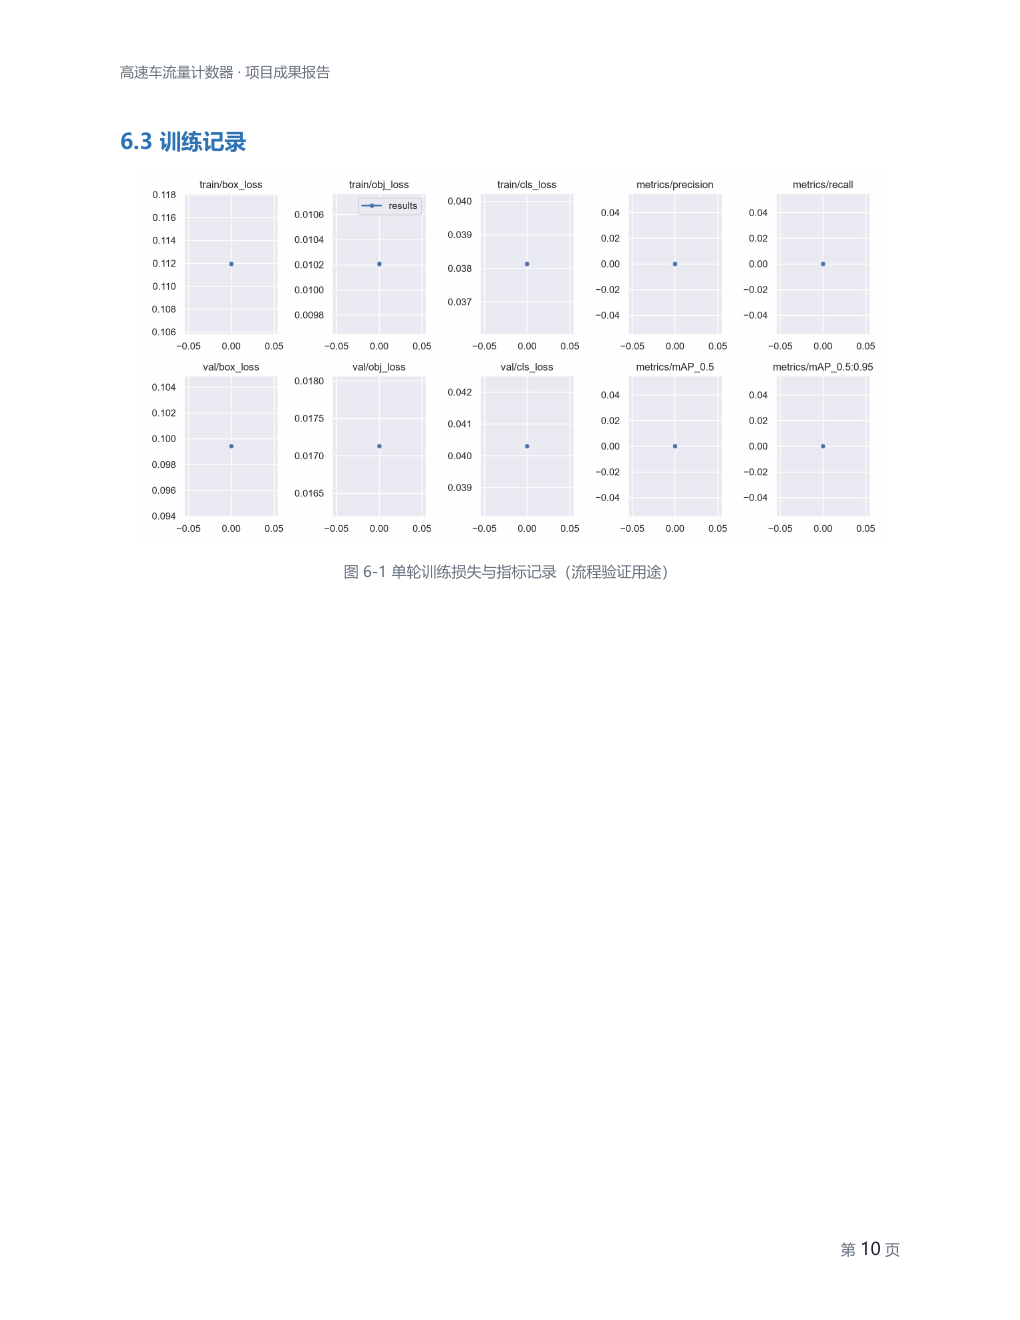 高速车流量计数器 · 项目成果报告
6.3 训练记录
train/box_loss
0.118
0.116
0.114
0.112
0.110
0.108
0.106
−0.05 0.00 0.05
train/obj_loss
results
0.0106
0.0104
0.0102
0.0100
0.0098
−0.05 0.00 0.05
train/cls_loss
0.040
0.039
0.038
0.037
−0.05 0.00 0.05
metrics/precision
0.04
0.02
0.00
−0.02
−0.04
−0.05 0.00 0.05
metrics/recall
0.04
0.02
0.00
−0.02
−0.04
−0.05 0.00 0.05
val/box_loss
0.104
0.102
0.100
0.098
0.096
0.094
−0.05 0.00 0.05
val/obj_loss
0.0180
0.0175
0.0170
0.0165
−0.05 0.00 0.05
val/cls_loss
0.042
0.041
0.040
0.039
−0.05 0.00 0.05
metrics/mAP_0.5
0.04
0.02
0.00
−0.02
−0.04
−0.05 0.00 0.05
metrics/mAP_0.5:0.95
0.04
0.02
0.00
−0.02
−0.04
−0.05 0.00 0.05
图 6-1 单轮训练损失与指标记录（流程验证用途）
第 10 页